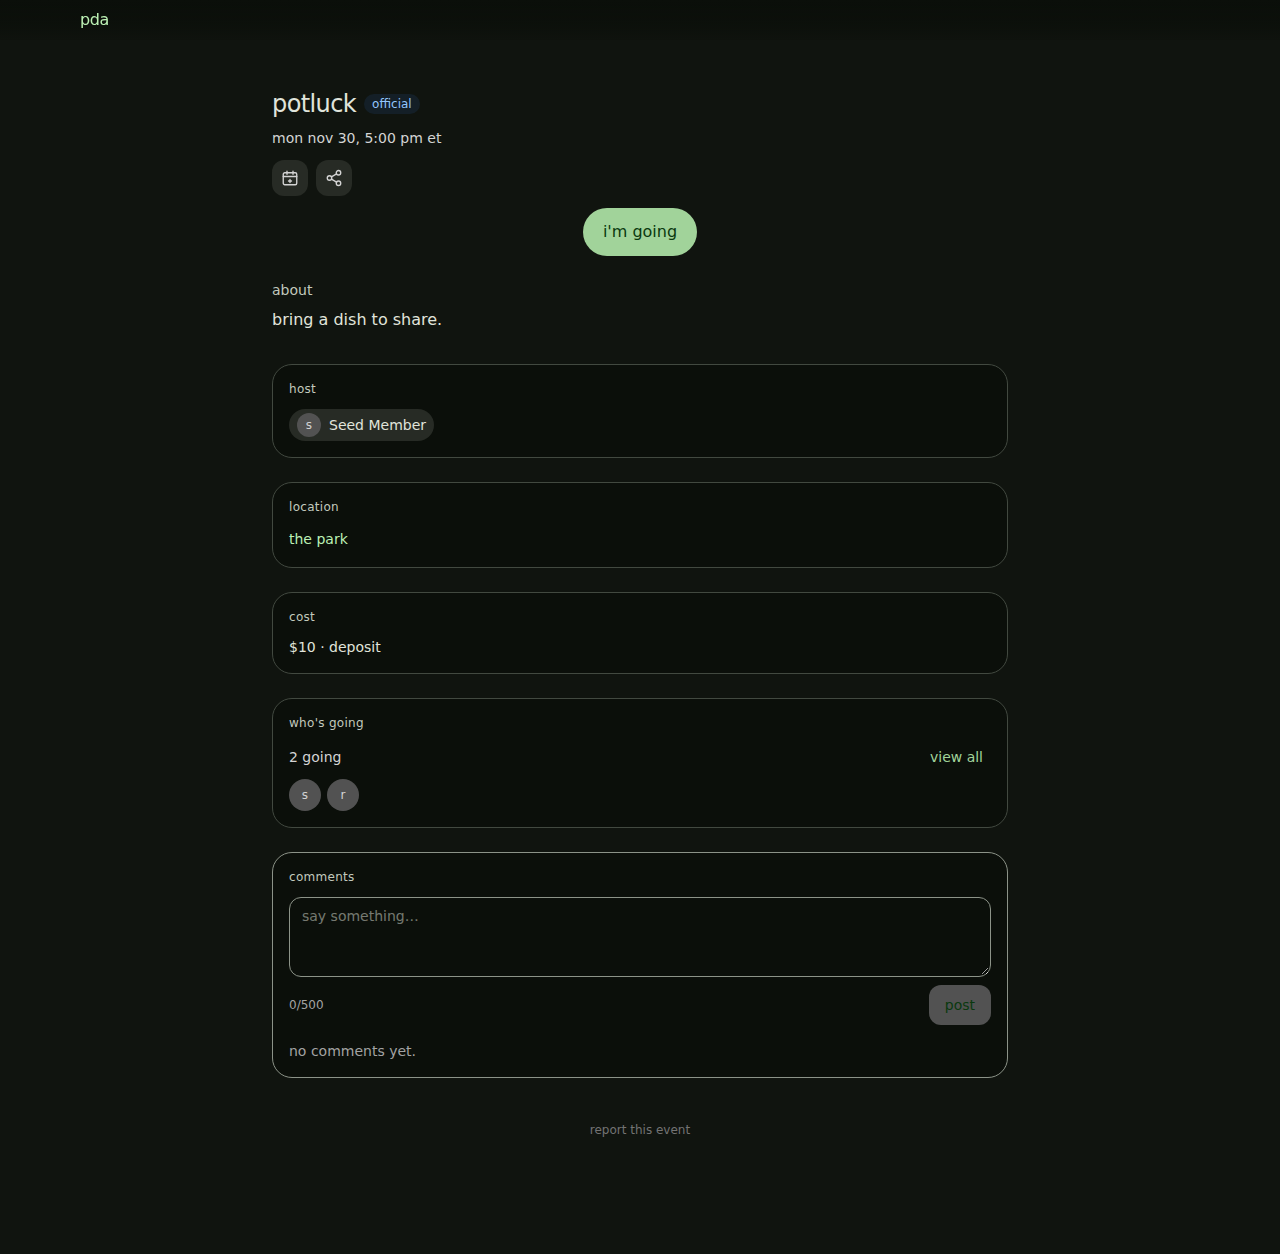 pda
potluck official
mon nov 30, 5:00 pm et
i'm going
about
bring a dish to share.
host
s Seed Member
location
the park
cost
$10 · deposit
who's going
2 going view all
s r
comments
say something...
0/500 post
no comments yet.
report this event